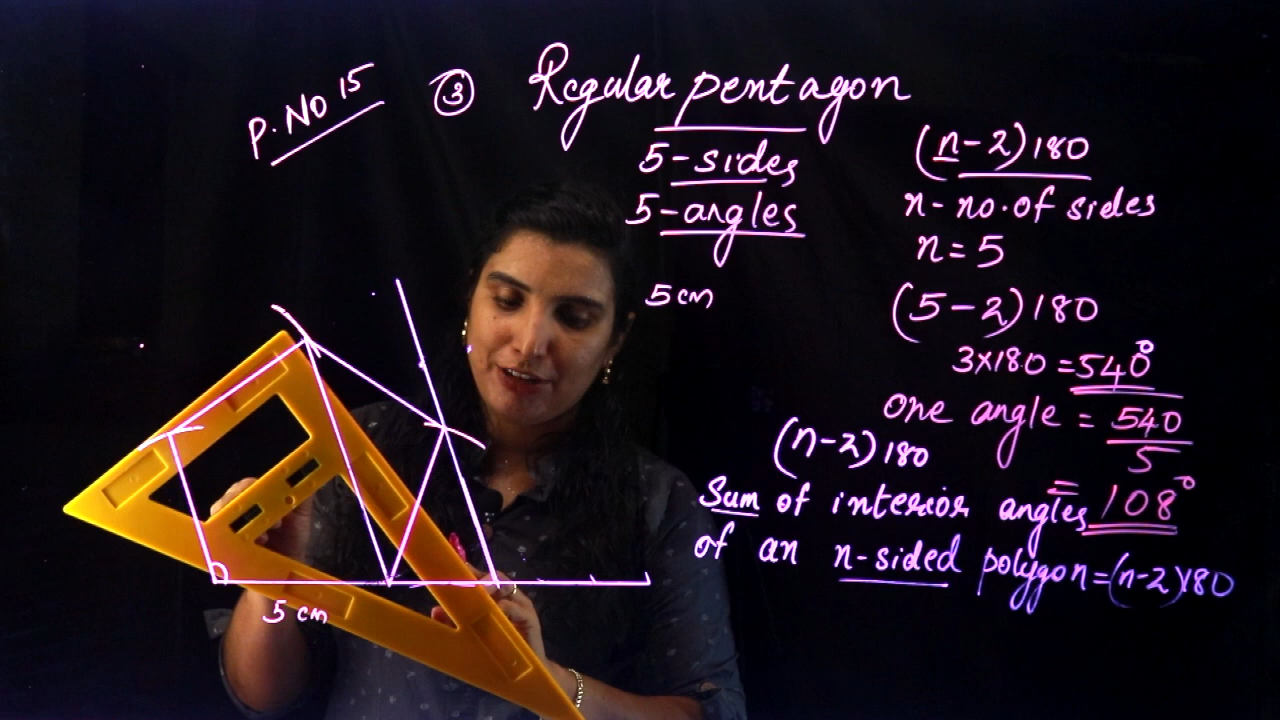 P. NO 15
③ Regular pentagon
5-sides
5-angles
5 cm
(n-2)180
n- no.of sides
n=5
(5-2)180
3x180 =540°
one angle = 540
5
= 108°
(n-2)180
Sum of interior angles
of an n-sided polygon=(n-2)180
5 cm